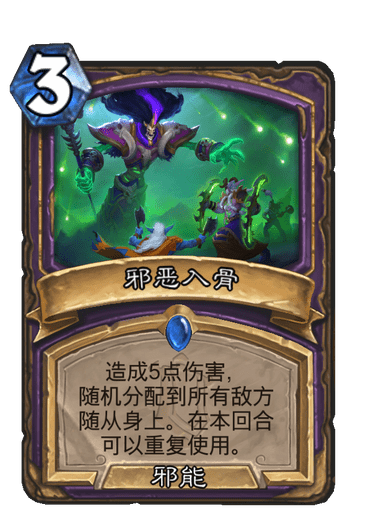 3
邪恶入骨
造成5点伤害，
随机分配到所有敌方
随从身上。在本回合
可以重复使用。
邪能